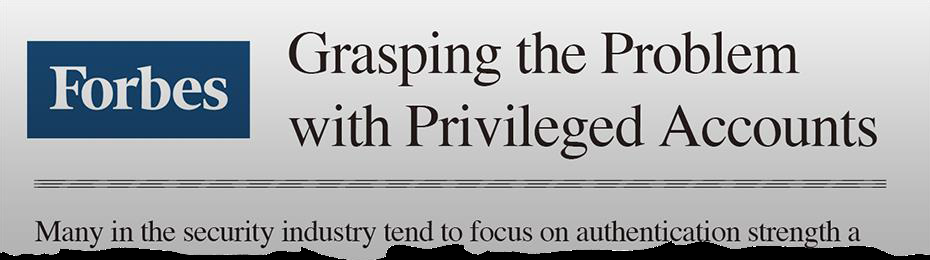 Forbes
Grasping the Problem
with Privileged Accounts
Many in the security industry tend to focus on authentication strength a